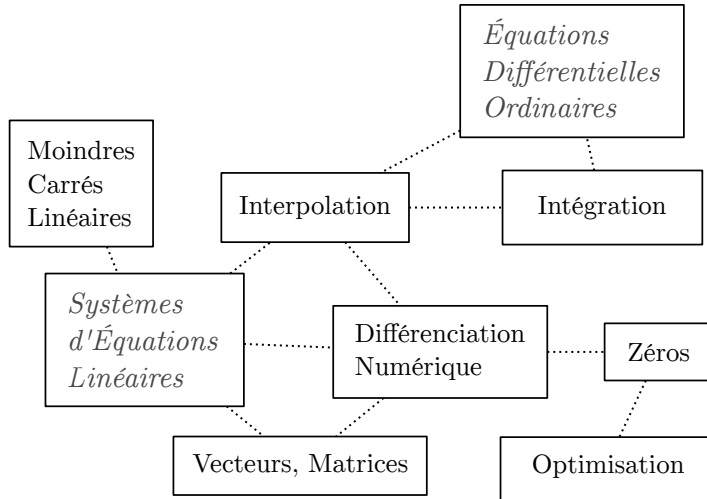 Équations
Différentielles
Ordinaires
Moindres
Carrés
Linéaires
Interpolation
Intégration
Systèmes
d'Équations
Linéaires
Différenciation
Numérique
Zéros
Vecteurs, Matrices
Optimisation